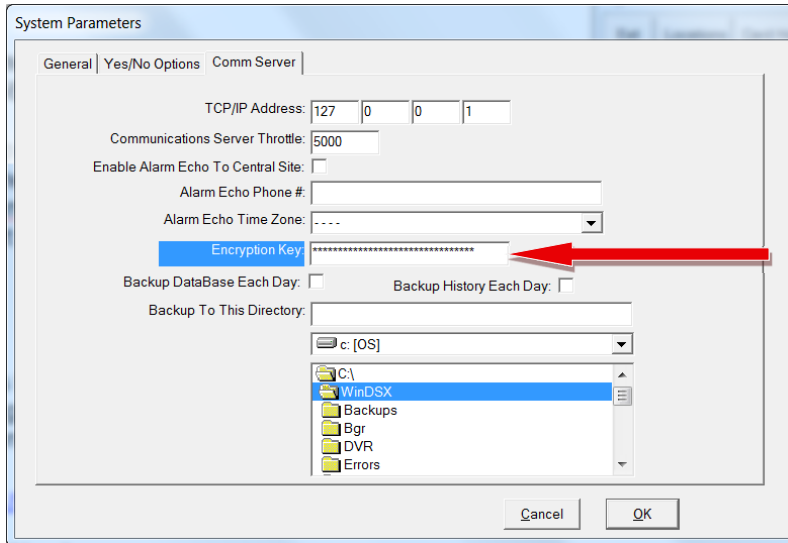 System Parameters
General Yes/No Options Comm Server
TCP/IP Address: 127 0 0 1
Communications Server Throttle: 5000
Enable Alarm Echo To Central Site:
Alarm Echo Phone #:
Alarm Echo Time Zone: ----
Encryption Key: ********************************
Backup DataBase Each Day: Backup History Each Day:
Backup To This Directory:
c: [OS]
C:\
WinDSX
Backups
Bgr
DVR
Errors
Cancel OK